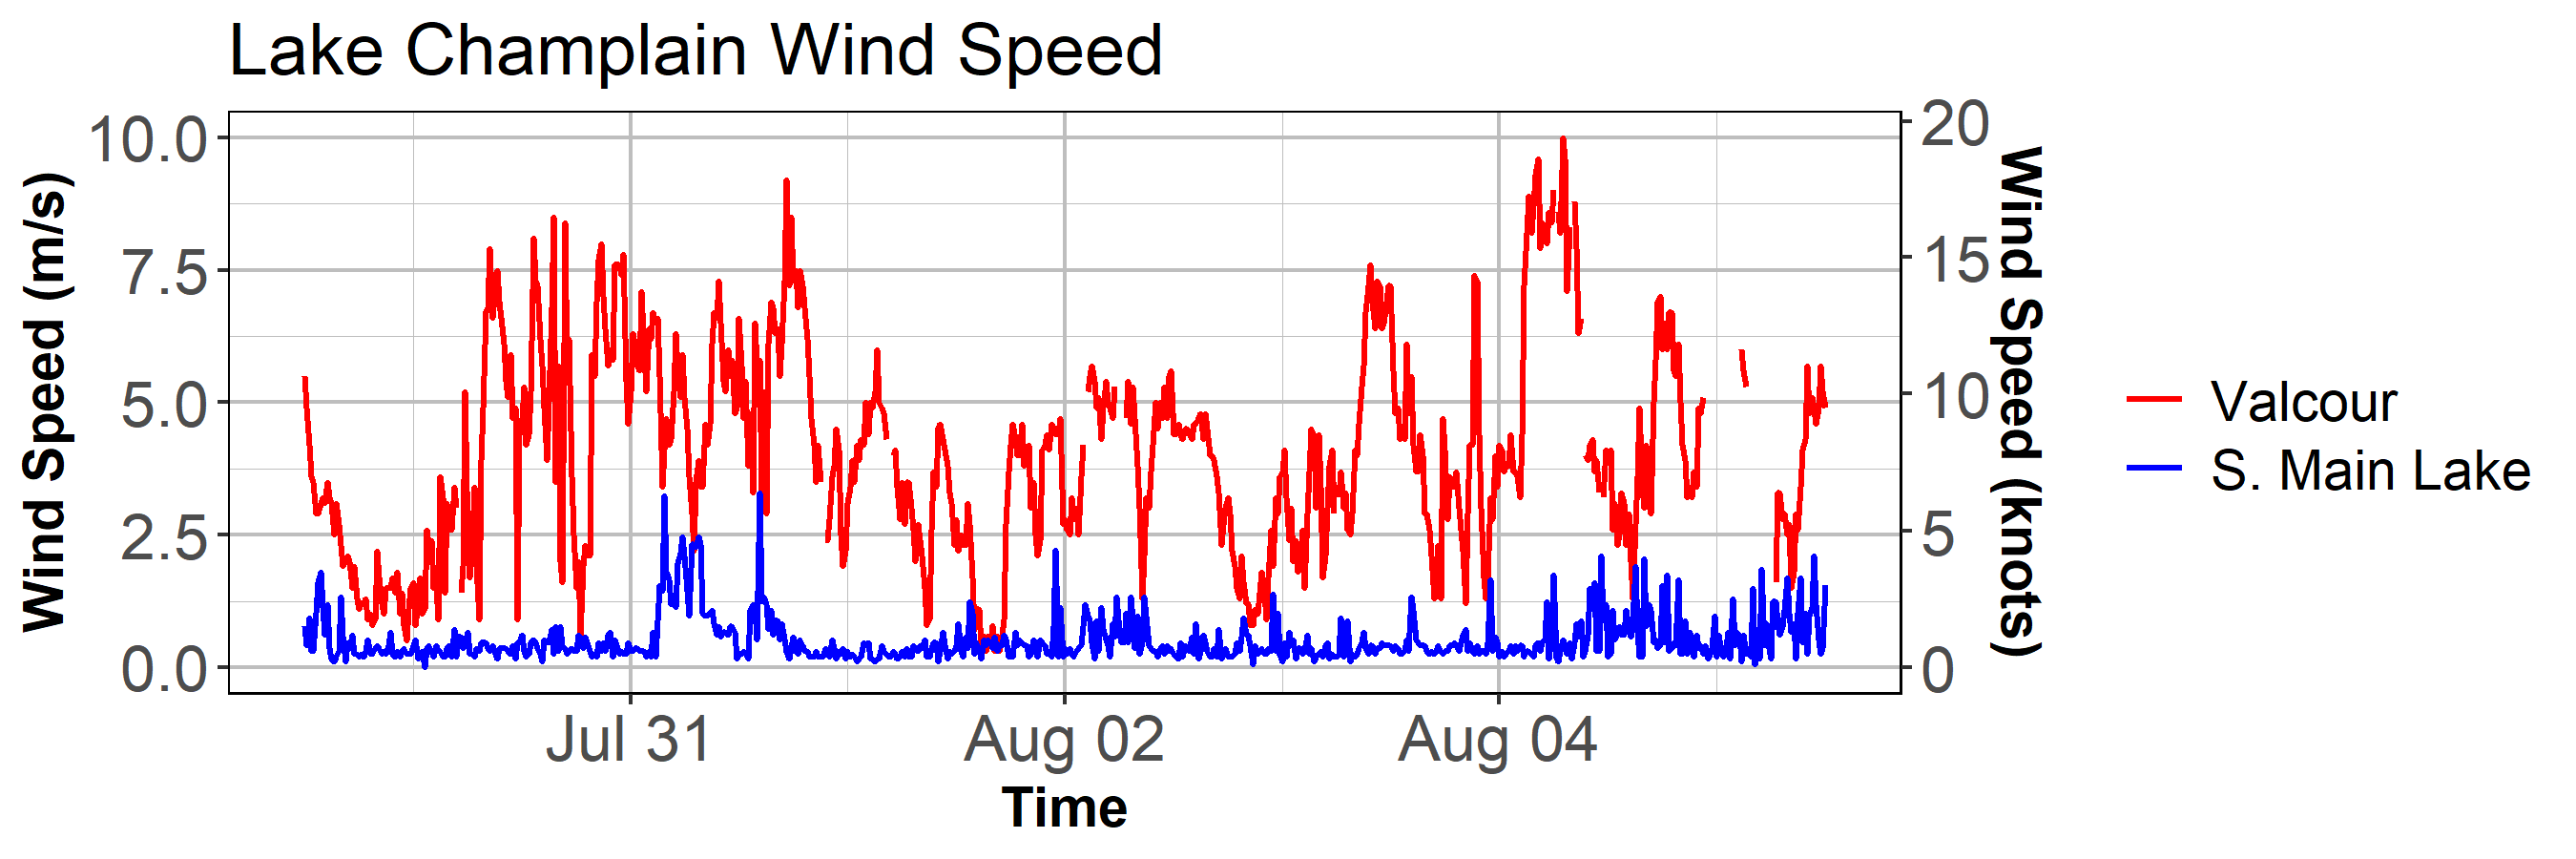 Lake Champlain Wind Speed
Wind Speed (m/s)
10.0
7.5
5.0
2.5
0.0
20
15
10
5
0
Wind Speed (knots)
Jul 31
Aug 02
Aug 04
Time
Valcour
S. Main Lake